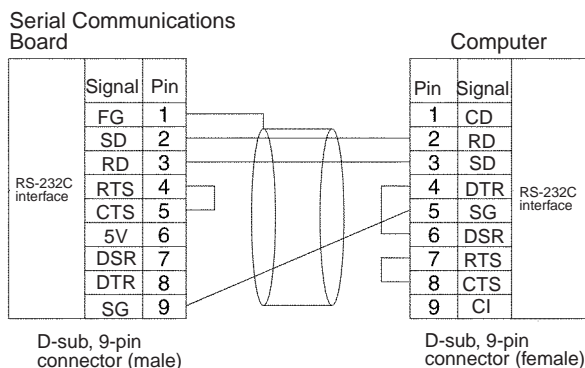 Serial Communications
Board
Computer
Signal Pin
FG 1
SD 2
RD 3
RTS 4
CTS 5
5V 6
DSR 7
DTR 8
SG 9
RS-232C
interface
Pin Signal
1 CD
2 RD
3 SD
4 DTR
5 SG
6 DSR
7 RTS
8 CTS
9 CI
RS-232C
interface
D-sub, 9-pin
connector (male)
D-sub, 9-pin
connector (female)